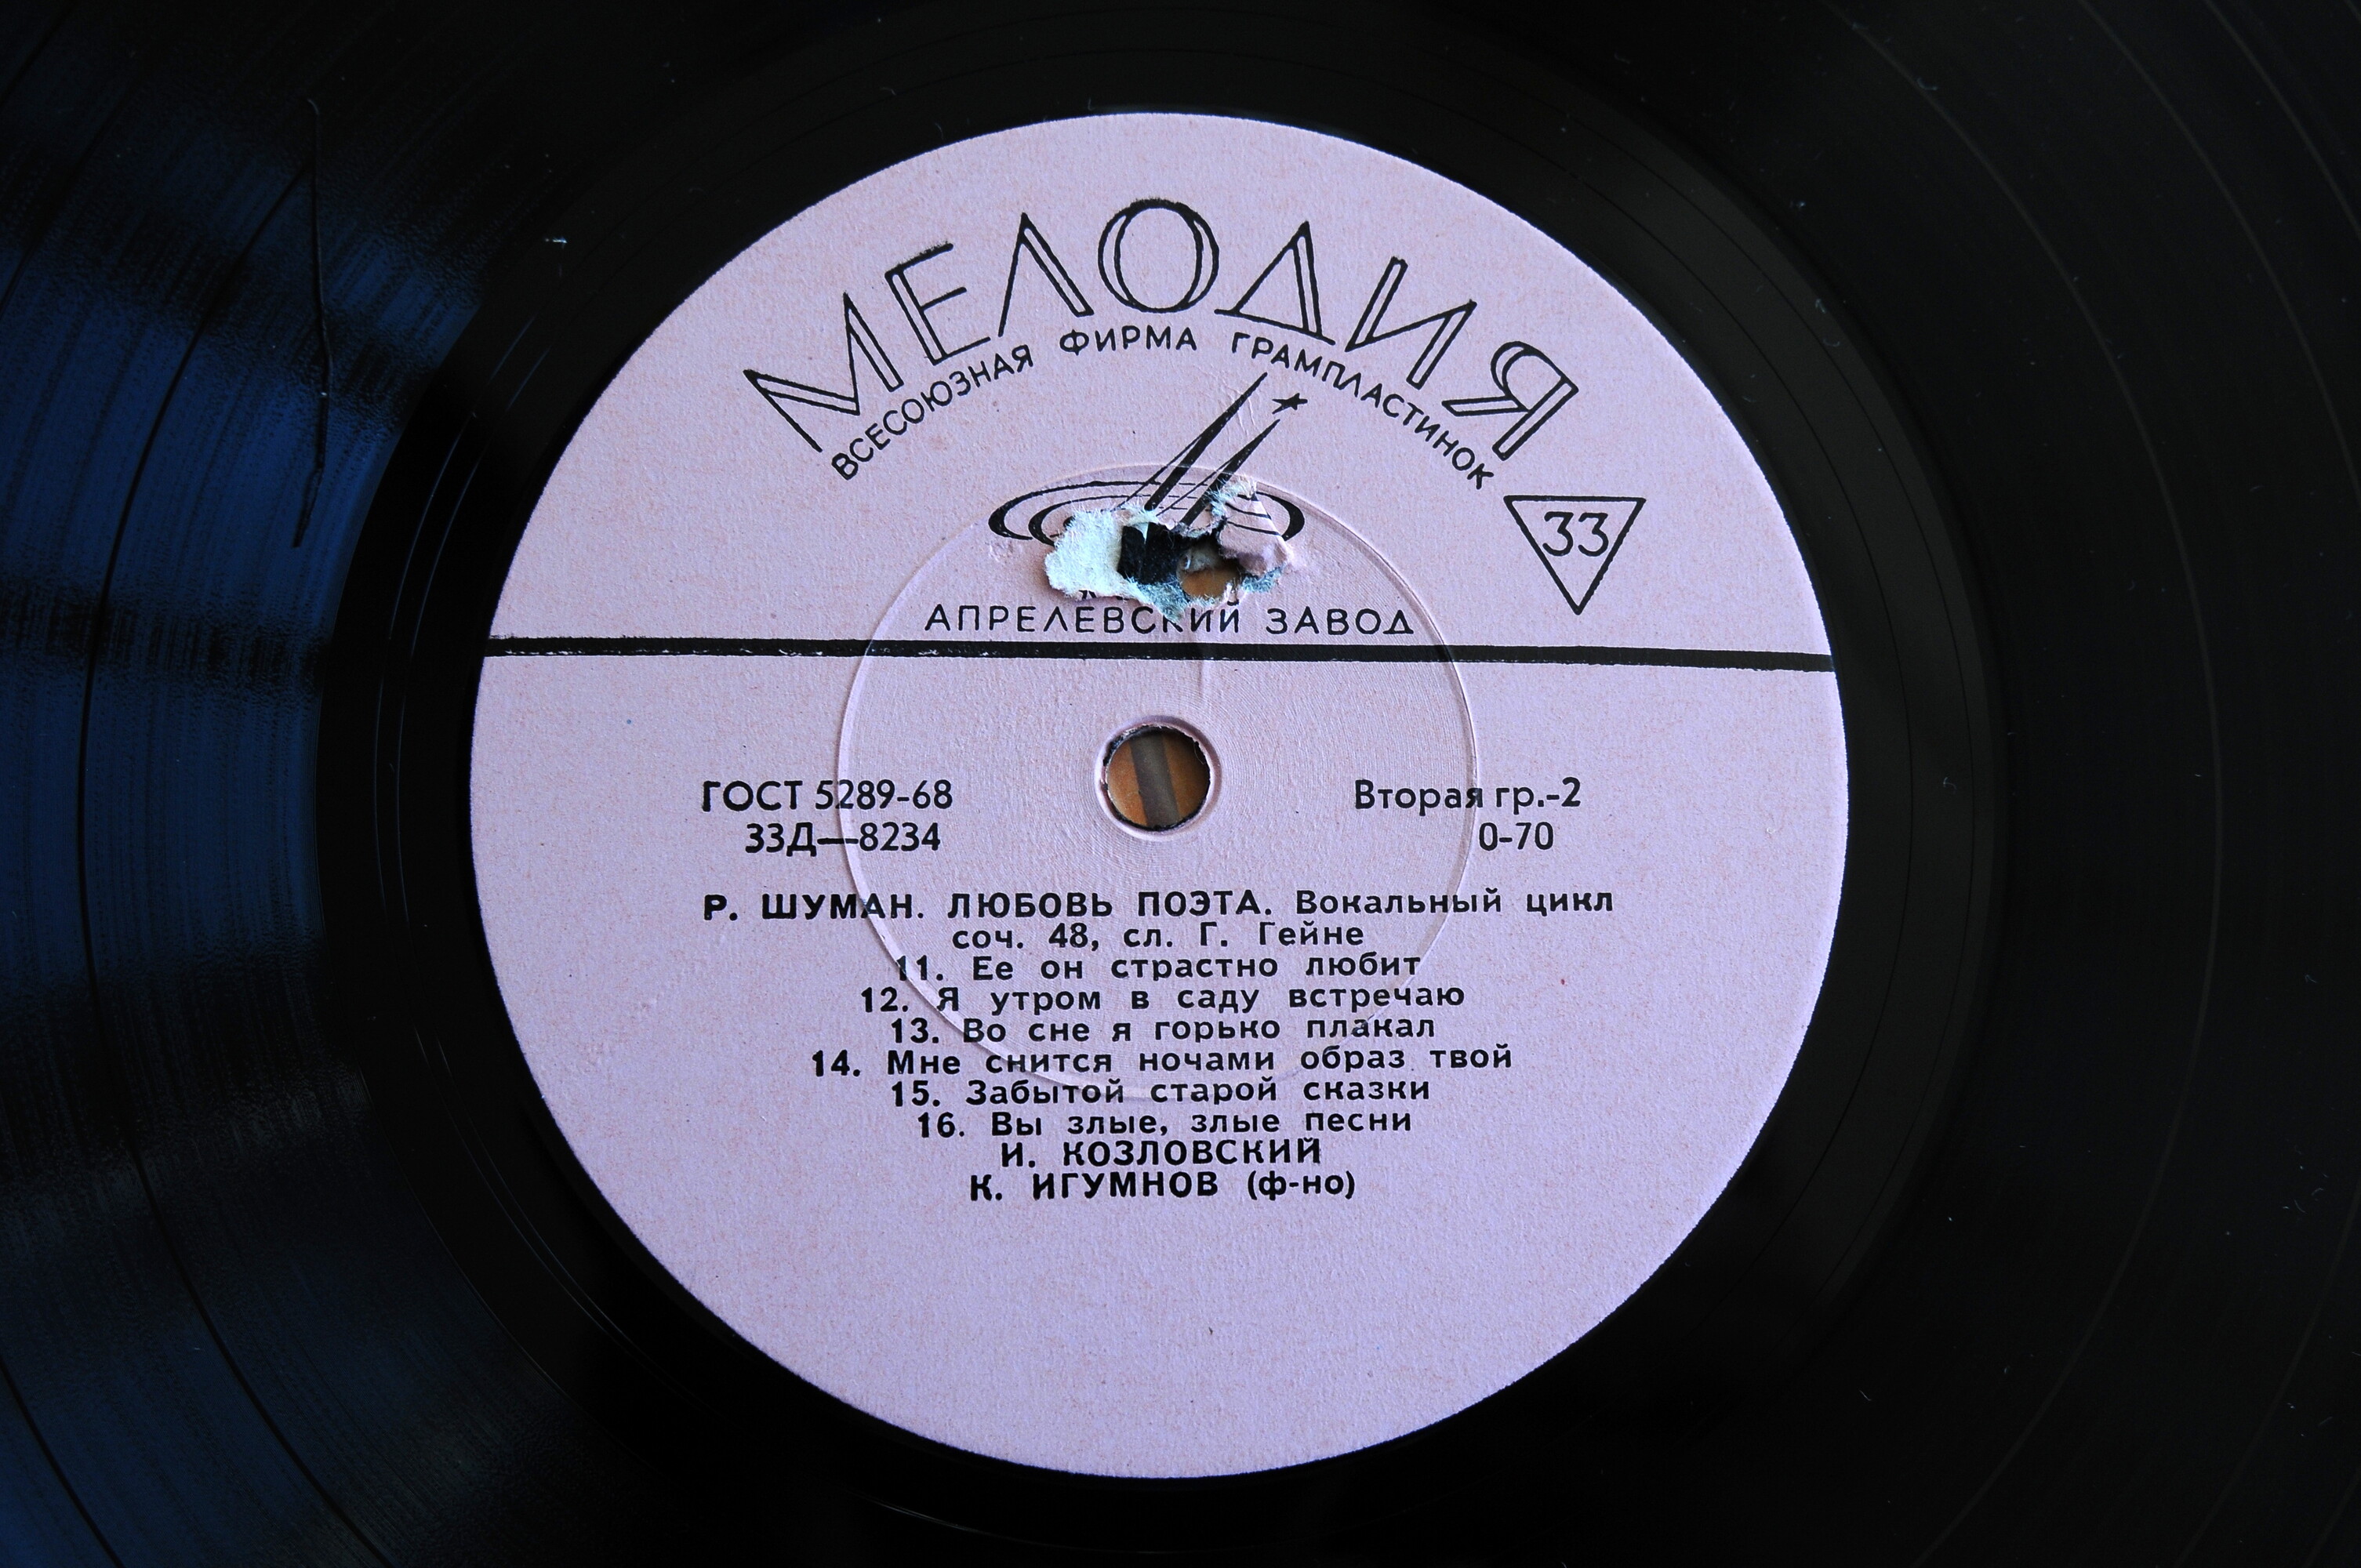 МЕЛОДИЯ
ВСЕСОЮЗНАЯ ФИРМА ГРАМПЛАСТИНОК
33
АПРЕЛЕВСКИЙ ЗАВОД
ГОСТ 5289-68
Вторая гр.-2
33Д—8234
0-70
Р. ШУМАН. ЛЮБОВЬ ПОЭТА. Вокальный цикл
соч. 48, сл. Г. Гейне
11. Ее он страстно любит
12. Я утром в саду встречаю
13. Во сне я горько плакал
14. Мне снится ночами образ твой
15. Забытой старой сказки
16. Вы злые, злые песни
И. КОЗЛОВСКИЙ
К. ИГУМНОВ (ф-но)